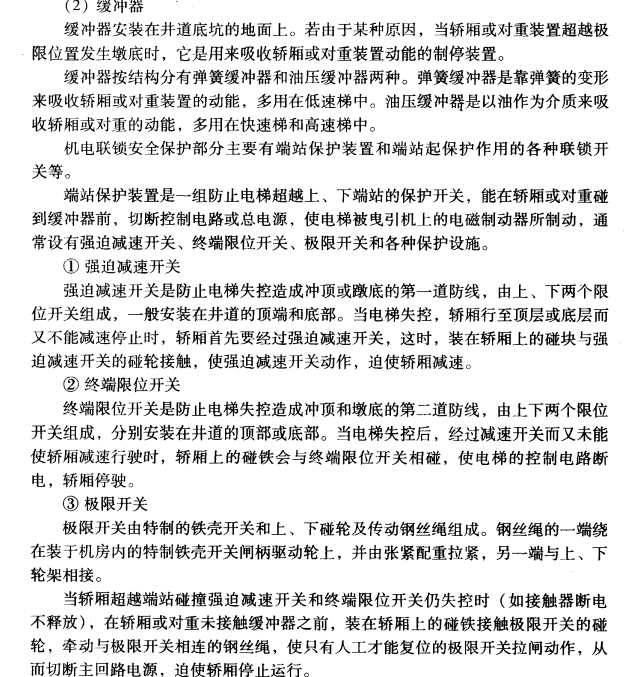 （2）缓冲器
缓冲器安装在井道底坑的地面上。若由于某种原因，当轿厢或对重装置超越极
限位置发生墩底时，它是用来吸收轿厢或对重装置动能的制停装置。
缓冲器按结构分有弹簧缓冲器和油压缓冲器两种。弹簧缓冲器是靠弹簧的变形
来吸收轿厢或对重装置的动能，多用在低速梯中。油压缓冲器是以油作为介质来吸
收轿厢或对重的动能，多用在快速梯和高速梯中。
机电联锁安全保护部分主要有端站保护装置和端站起保护作用的各种联锁开
关等。
端站保护装置是一组防止电梯超越上、下端站的保护开关，能在轿厢或对重碰
到缓冲器前，切断控制电路或总电源，使电梯被曳引机上的电磁制动器所制动，通
常设有强迫减速开关、终端限位开关、极限开关和各种保护设施。
① 强迫减速开关
强迫减速开关是防止电梯失控造成冲顶或蹾底的第一道防线，由上、下两个限
位开关组成，一般安装在井道的顶端和底部。当电梯失控，轿厢行至顶层或底层而
又不能减速停止时，轿厢首先要经过强迫减速开关，这时，装在轿厢上的碰块与强
迫减速开关的碰轮接触，使强迫减速开关动作，迫使轿厢减速。
② 终端限位开关
终端限位开关是防止电梯失控造成冲顶和墩底的第二道防线，由上下两个限位
开关组成，分别安装在井道的顶部或底部。当电梯失控后，经过减速开关而又未能
使轿厢减速行驶时，轿厢上的碰铁会与终端限位开关相碰，使电梯的控制电路断
电，轿厢停驶。
③ 极限开关
极限开关由特制的铁壳开关和上、下碰轮及传动钢丝绳组成。钢丝绳的一端绕
在装于机房内的特制铁壳开关闸柄驱动轮上，并由张紧配重拉紧，另一端与上、下
轮架相接。
当轿厢超越端站碰撞强迫减速开关和终端限位开关仍失控时（如接触器断电
不释放），在轿厢或对重未接触缓冲器之前，装在轿厢上的碰铁接触极限开关的碰
轮，牵动与极限开关相连的钢丝绳，使只有人工才能复位的极限开关拉闸动作，从
而切断主回路电源，迫使轿厢停止运行。